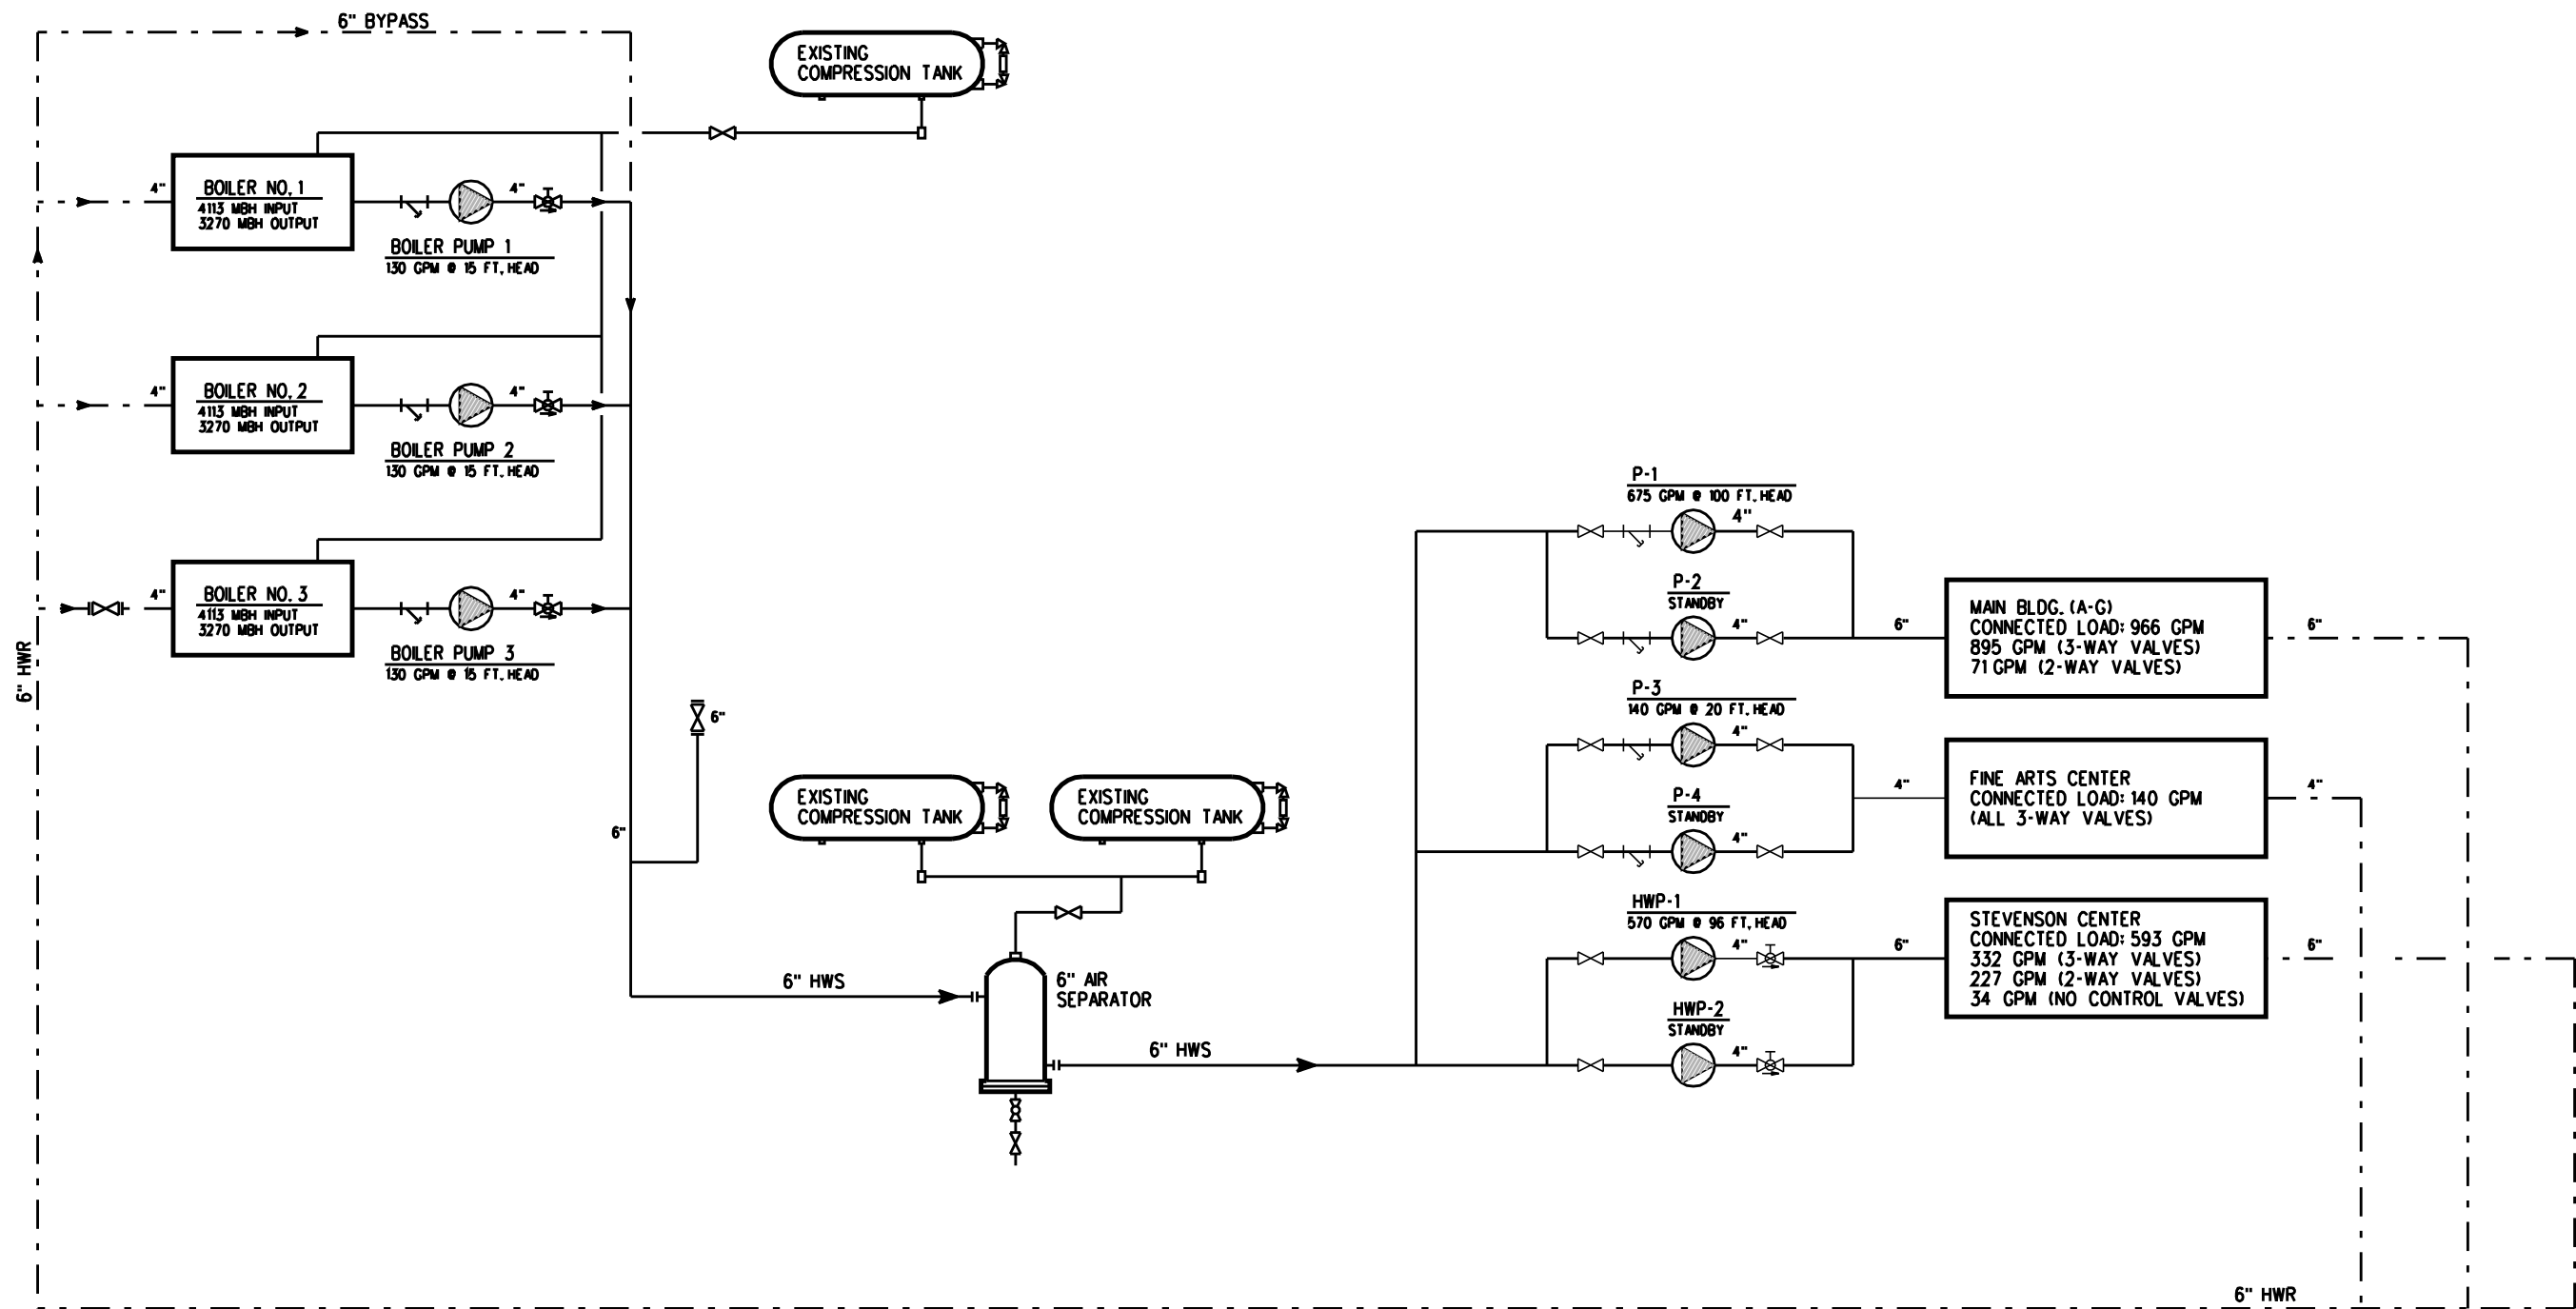 6" BYPASS
EXISTING
COMPRESSION TANK
4"
BOILER NO. 1
4113 MBH INPUT
3270 MBH OUTPUT
4"
BOILER PUMP 1
130 GPM @ 15 FT. HEAD
4"
BOILER NO. 2
4113 MBH INPUT
3270 MBH OUTPUT
4"
BOILER PUMP 2
130 GPM @ 15 FT. HEAD
4"
BOILER NO. 3
4113 MBH INPUT
3270 MBH OUTPUT
4"
BOILER PUMP 3
130 GPM @ 15 FT. HEAD
6" HWR
6"
6"
EXISTING
COMPRESSION TANK
EXISTING
COMPRESSION TANK
6" HWS
6" AIR
SEPARATOR
6" HWS
P-1
675 GPM @ 100 FT. HEAD
4"
P-2
STANDBY
4"
6"
MAIN BLDG. (A-G)
CONNECTED LOAD: 966 GPM
895 GPM (3-WAY VALVES)
71 GPM (2-WAY VALVES)
6"
P-3
140 GPM @ 20 FT. HEAD
4"
P-4
STANDBY
4"
4"
FINE ARTS CENTER
CONNECTED LOAD: 140 GPM
(ALL 3-WAY VALVES)
4"
HWP-1
570 GPM @ 96 FT. HEAD
4"
HWP-2
STANDBY
4"
6"
STEVENSON CENTER
CONNECTED LOAD: 593 GPM
332 GPM (3-WAY VALVES)
227 GPM (2-WAY VALVES)
34 GPM (NO CONTROL VALVES)
6"
6" HWR